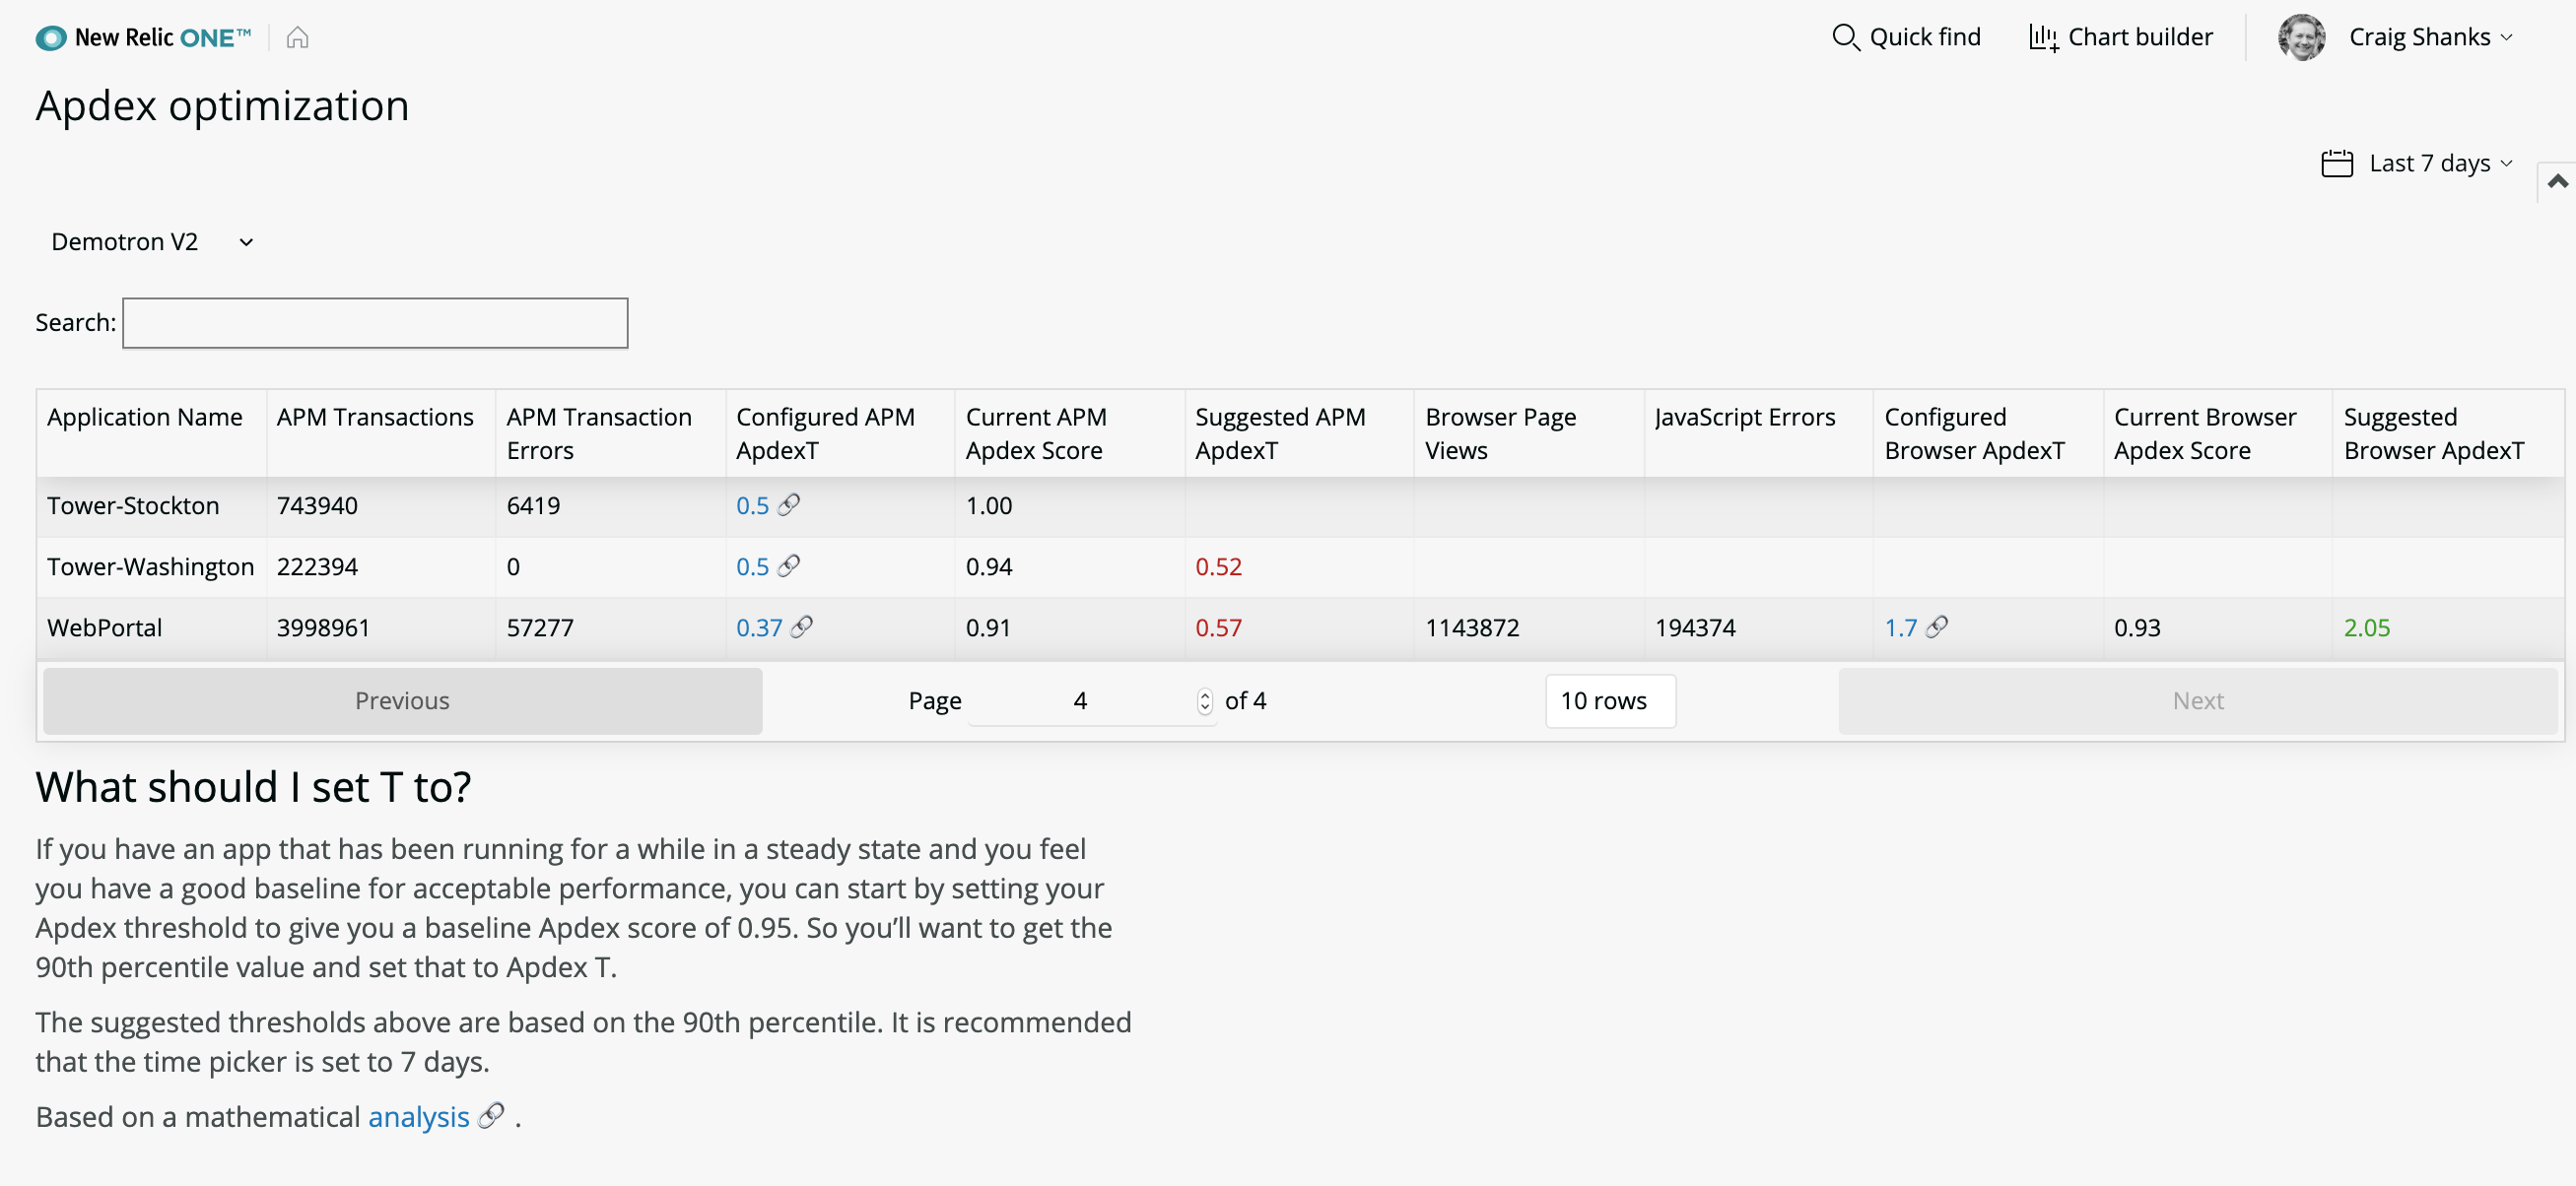 New Relic ONE™
Quick find
Chart builder
Craig Shanks
Apdex optimization
Last 7 days
Demotron V2
Search:
Application Name APM Transactions APM Transaction Errors Configured APM ApdexT Current APM Apdex Score Suggested APM ApdexT Browser Page Views JavaScript Errors Configured Browser ApdexT Current Browser Apdex Score Suggested Browser ApdexT
Tower-Stockton 743940 6419 0.5 1.00
Tower-Washington 222394 0 0.5 0.94 0.52
WebPortal 3998961 57277 0.37 0.91 0.57 1143872 194374 1.7 0.93 2.05
Previous Page 4 of 4 10 rows Next
What should I set T to?
If you have an app that has been running for a while in a steady state and you feel
you have a good baseline for acceptable performance, you can start by setting your
Apdex threshold to give you a baseline Apdex score of 0.95. So you’ll want to get the
90th percentile value and set that to Apdex T.
The suggested thresholds above are based on the 90th percentile. It is recommended
that the time picker is set to 7 days.
Based on a mathematical analysis .